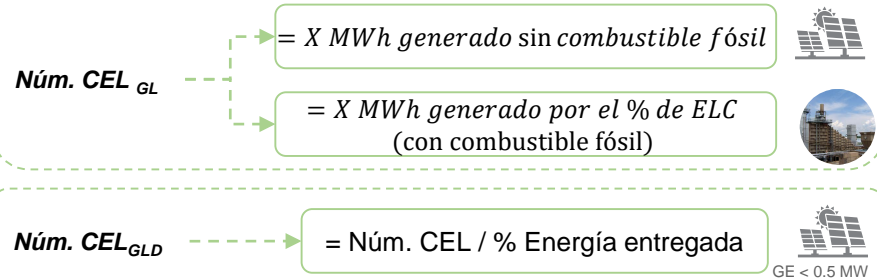 = X MWh generado sin combustible fósil
Núm. CEL GL
= X MWh generado por el % de ELC
(con combustible fósil)
Núm. CELGLD
= Núm. CEL / % Energía entregada
GE < 0.5 MW